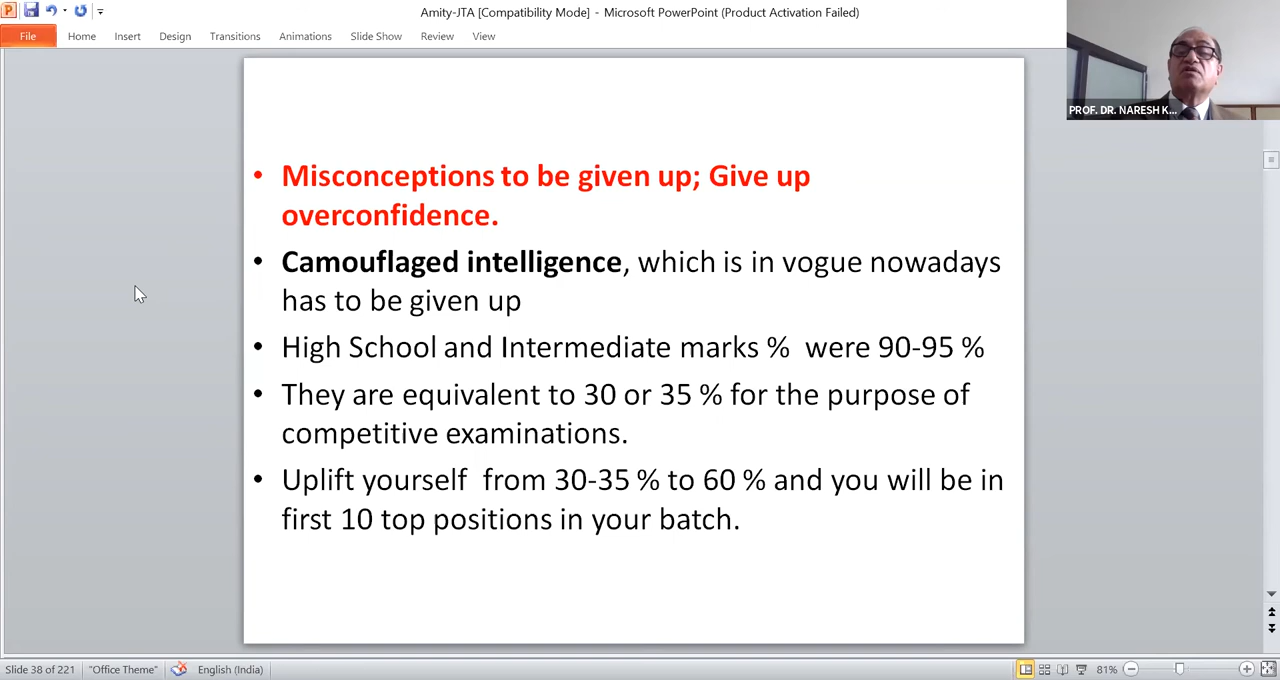 Amity-JTA [Compatibility Mode] - Microsoft PowerPoint (Product Activation Failed)
File Home Insert Design Transitions Animations Slide Show Review View
PROF. DR. NARESH K...
• Misconceptions to be given up; Give up
overconfidence.
• Camouflaged intelligence, which is in vogue nowadays
has to be given up
• High School and Intermediate marks % were 90-95 %
• They are equivalent to 30 or 35 % for the purpose of
competitive examinations.
• Uplift yourself from 30-35 % to 60 % and you will be in
first 10 top positions in your batch.
Slide 38 of 221 "Office Theme" English (India) 81%